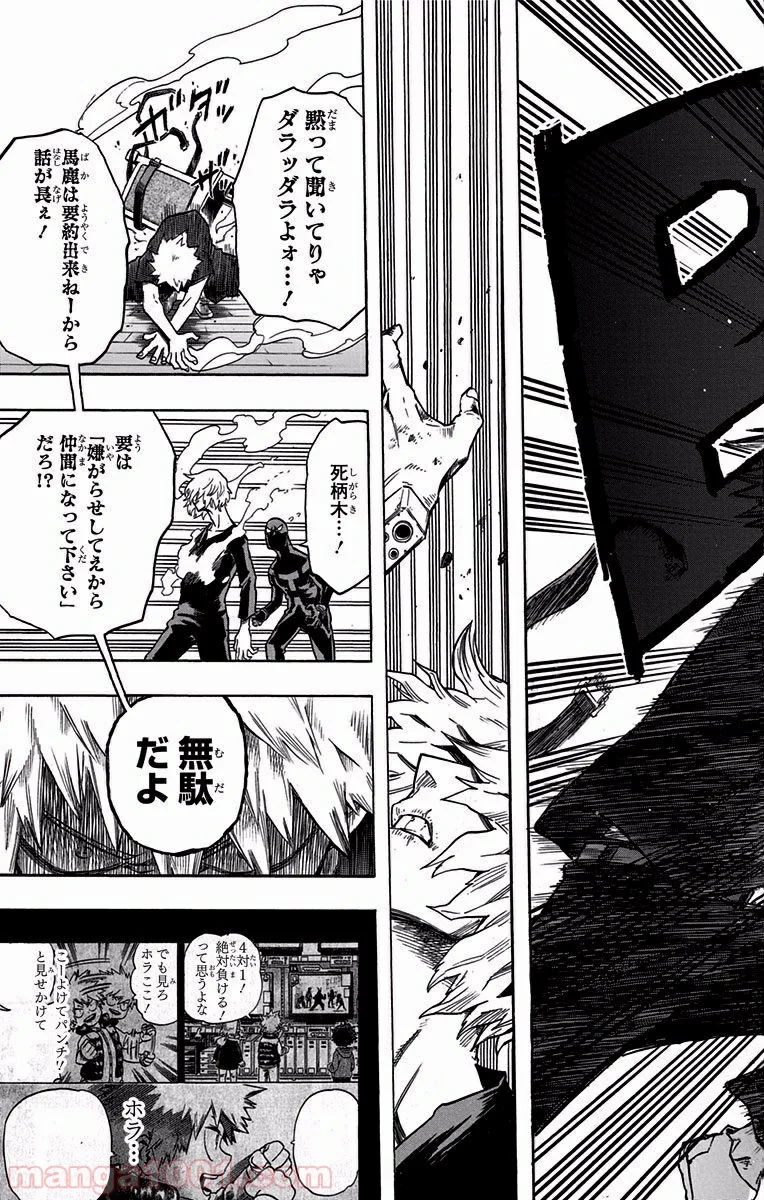 黙って聞いてりゃ
ダラッダラよォ…!
馬鹿は要約出来ねーから
話が長ぇ!
死柄木…!
要は
「嫌がらせしてえから
仲間になって下さい」
だろ!?
無駄
だよ
4対1!
絶対負ける!
って思うよな
でも見ろ
ホラここ!
こーよけてパンチ!?
と見せかけて
ホラ…
manga1001.com